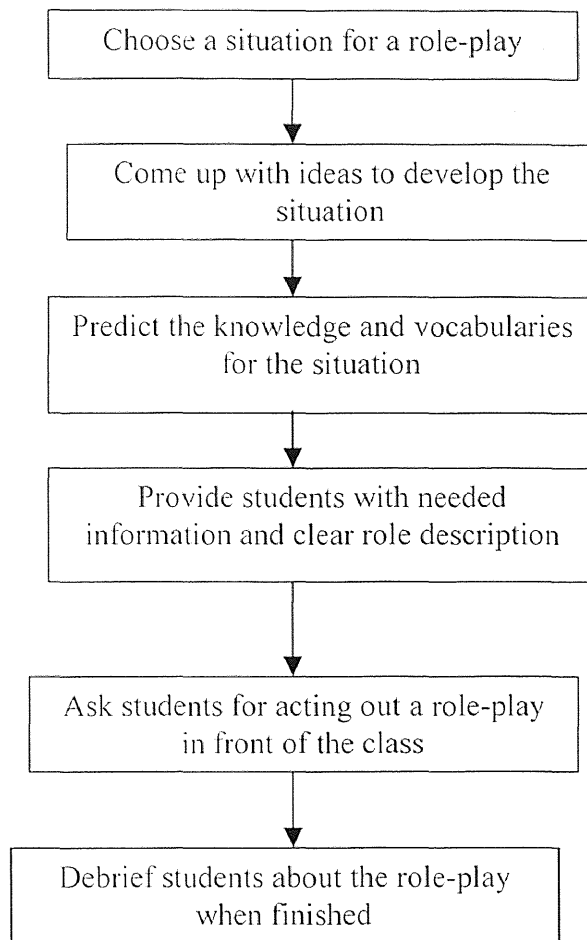 Choose a situation for a role-play
Come up with ideas to develop the
situation
Predict the knowledge and vocabularies
for the situation
Provide students with needed
information and clear role description
Ask students for acting out a role-play
in front of the class
Debrief students about the role-play
when finished